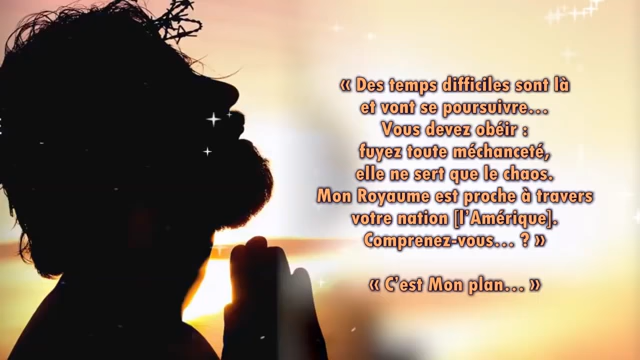 « Des temps difficiles sont là
et vont se poursuivre...
Vous devez obéir :
fuyez toute méchanceté,
elle ne sert que le chaos.
Mon Royaume est proche à travers
votre nation [l'Amérique].
Comprenez-vous... ? »
« C'est Mon plan... »